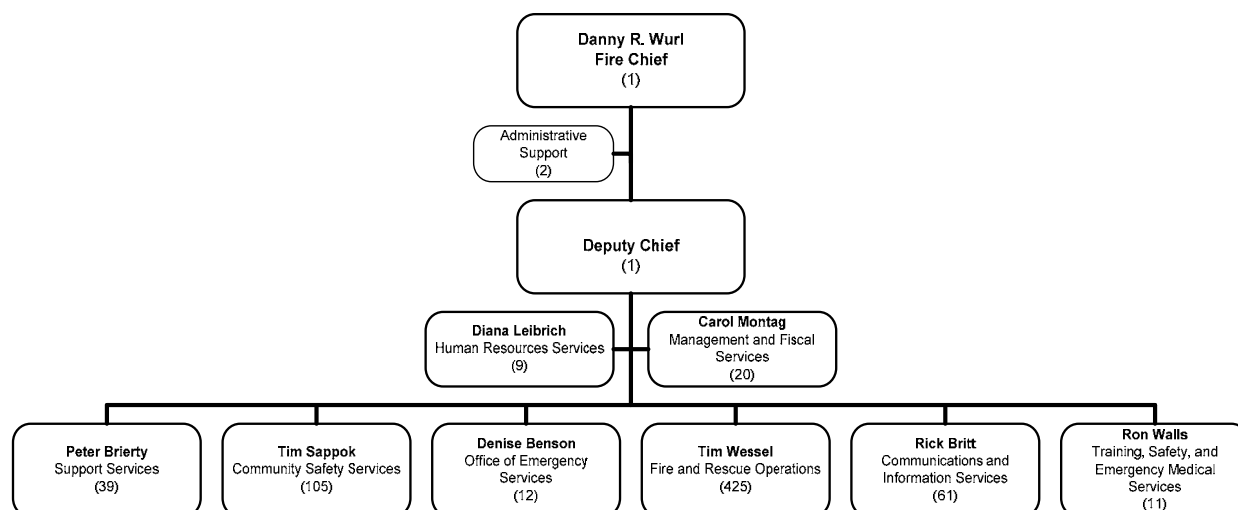 Danny R. Wurl
Fire Chief
(1)
Administrative
Support
(2)
Deputy Chief
(1)
Diana Leibrich
Human Resources Services
(9)
Carol Montag
Management and Fiscal
Services
(20)
Peter Brierty
Support Services
(39)
Tim Sappok
Community Safety Services
(105)
Denise Benson
Office of Emergency
Services
(12)
Tim Wessel
Fire and Rescue Operations
(425)
Rick Britt
Communications and
Information Services
(61)
Ron Walls
Training, Safety, and
Emergency Medical
Services
(11)